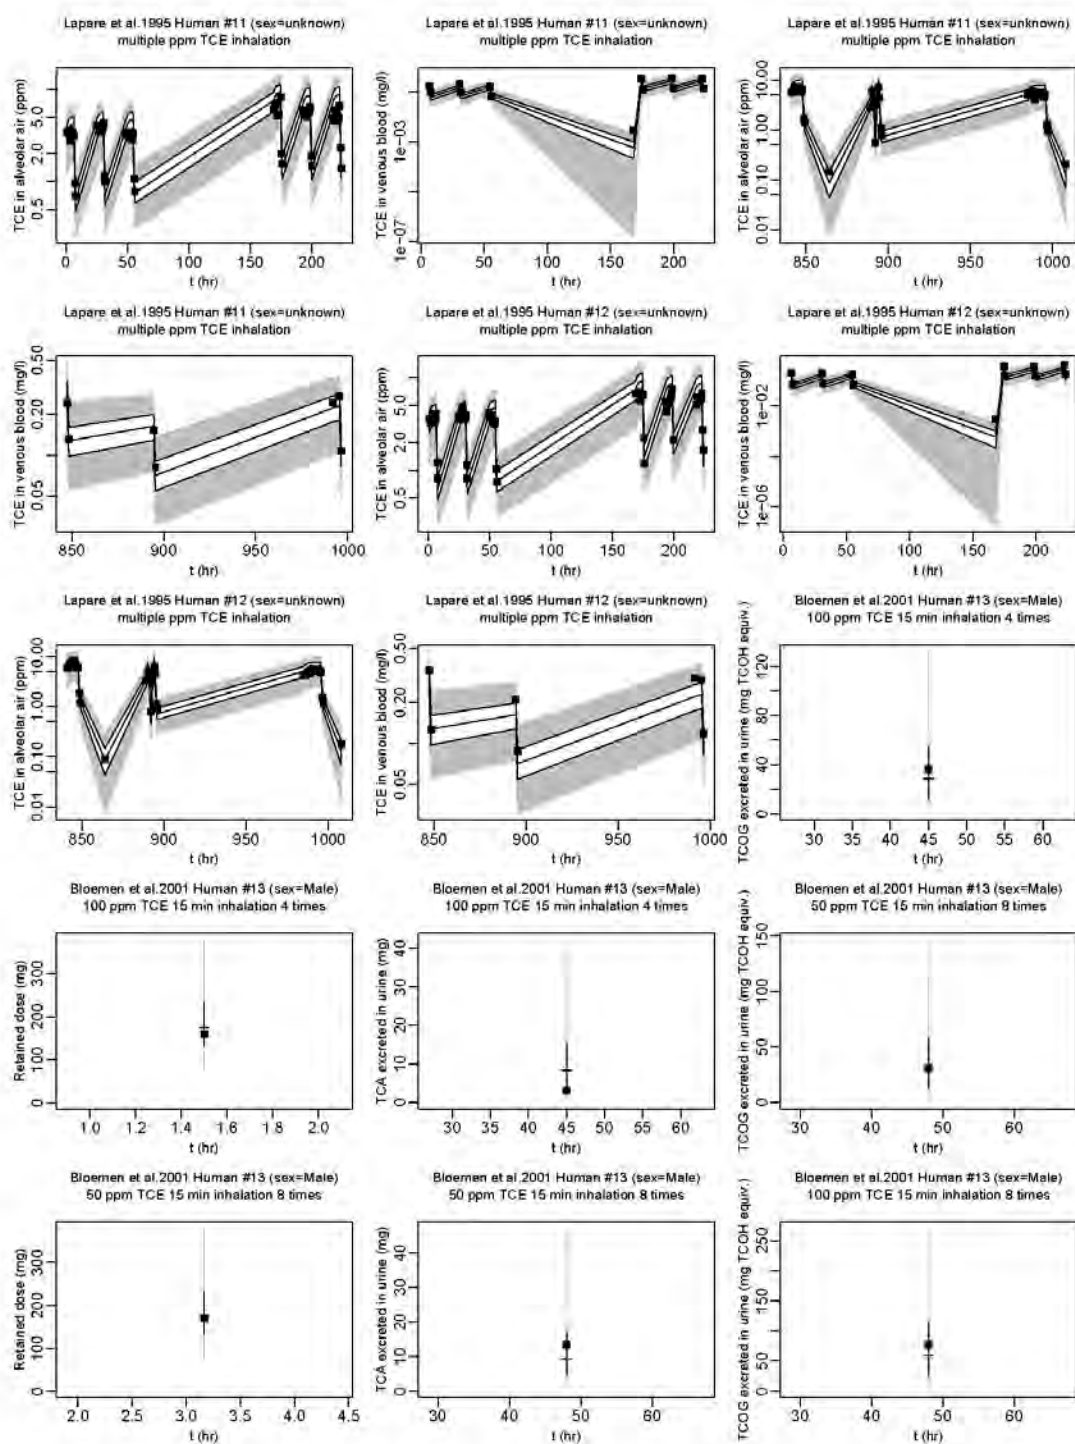 Lapare et al.1995 Human #11 (sex=unknown)
multiple ppm TCE inhalation
TCE in alveolar air (ppm)
0.5 2.0 5.0
0 50 100 150 200
t (hr)
Lapare et al.1995 Human #11 (sex=unknown)
multiple ppm TCE inhalation
TCE in venous blood (mg/l)
1e-07 1e-03
0 50 100 150 200
t (hr)
Lapare et al.1995 Human #11 (sex=unknown)
multiple ppm TCE inhalation
TCE in alveolar air (ppm)
0.01 0.10 1.00 10.00
850 900 950 1000
t (hr)
Lapare et al.1995 Human #11 (sex=unknown)
multiple ppm TCE inhalation
TCE in venous blood (mg/l)
0.05 0.20 0.50
850 900 950 1000
t (hr)
Lapare et al.1995 Human #12 (sex=unknown)
multiple ppm TCE inhalation
TCE in alveolar air (ppm)
0.5 2.0 5.0
0 50 100 150 200
t (hr)
Lapare et al.1995 Human #12 (sex=unknown)
multiple ppm TCE inhalation
TCE in venous blood (mg/l)
1e-06 1e-02
0 50 100 150 200
t (hr)
Lapare et al.1995 Human #12 (sex=unknown)
multiple ppm TCE inhalation
TCE in alveolar air (ppm)
0.01 0.10 1.00 10.00
850 900 950 1000
t (hr)
Lapare et al.1995 Human #12 (sex=unknown)
multiple ppm TCE inhalation
TCE in venous blood (mg/l)
0.05 0.20 0.50
850 900 950 1000
t (hr)
Bloemen et al.2001 Human #13 (sex=Male)
100 ppm TCE 15 min inhalation 4 times
TCOG excreted in urine (mg TCOH equiv.)
0 20 40 60 80 120
30 35 40 45 50 55 60
t (hr)
Bloemen et al.2001 Human #13 (sex=Male)
100 ppm TCE 15 min inhalation 4 times
Retained dose (mg)
0 100 200 300
1.0 1.2 1.4 1.6 1.8 2.0
t (hr)
Bloemen et al.2001 Human #13 (sex=Male)
100 ppm TCE 15 min inhalation 4 times
TCA excreted in urine (mg)
0 10 20 30 40
30 35 40 45 50 55 60
t (hr)
Bloemen et al.2001 Human #13 (sex=Male)
50 ppm TCE 15 min inhalation 8 times
TCOG excreted in urine (mg TCOH equiv.)
0 50 100 150
30 40 50 60
t (hr)
Bloemen et al.2001 Human #13 (sex=Male)
50 ppm TCE 15 min inhalation 8 times
Retained dose (mg)
0 100 200 300
2.0 2.5 3.0 3.5 4.0 4.5
t (hr)
Bloemen et al.2001 Human #13 (sex=Male)
50 ppm TCE 15 min inhalation 8 times
TCA excreted in urine (mg)
0 10 20 30 40
30 40 50 60
t (hr)
Bloemen et al.2001 Human #13 (sex=Male)
100 ppm TCE 15 min inhalation 8 times
TCOG excreted in urine (mg TCOH equiv.)
0 50 150 250
30 40 50 60
t (hr)